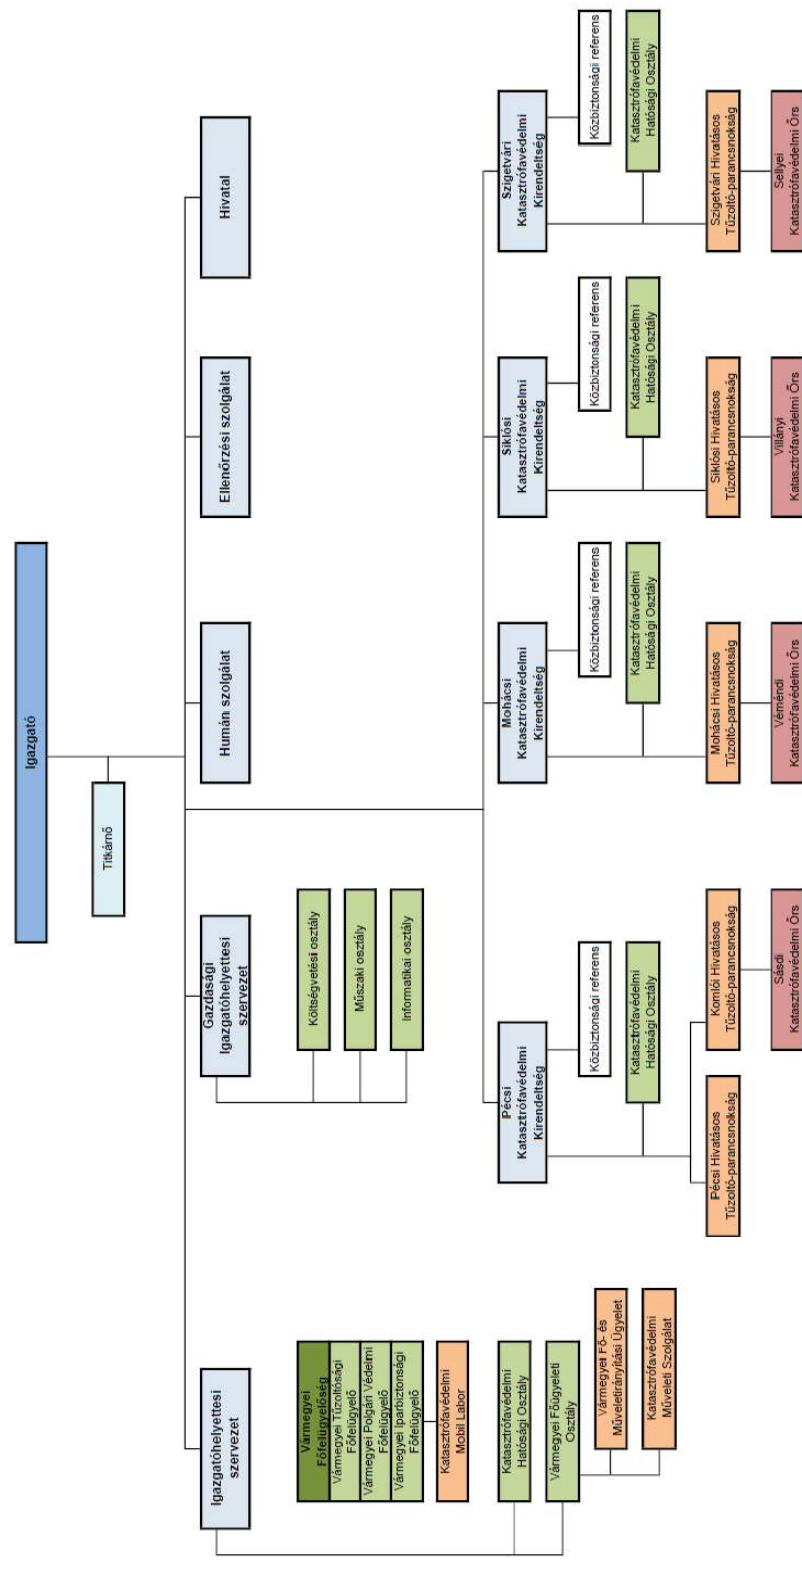 Igazgató
Titkárnő
Igazgatóhelyettesi
szervezet
Gazdasági
Igazgatóhelyettesi
szervezet
Humán szolgálat
Ellenőrzési szolgálat
Hivatal
Vármegyei
Főfelügyelőség
Vármegyei Tűzoltósági
Főfelügyelő
Vármegyei Polgári Védelmi
Főfelügyelő
Vármegyei Iparbiztonsági
Főfelügyelő
Katasztrófavédelmi
Mobil Labor
Katasztrófavédelmi
Hatósági Osztály
Vármegyei Főügyeleti
Osztály
Vármegyei Fő- és
Műveletirányítási Ügyelet
Katasztrófavédelmi
Műveleti Szolgálat
Költségvetési osztály
Műszaki osztály
Informatikai osztály
Pécsi
Katasztrófavédelmi
Kirendeltség
Közbiztonsági referens
Katasztrófavédelmi
Hatósági Osztály
Pécsi Hivatásos
Tűzoltó-parancsnokság
Komlói Hivatásos
Tűzoltó-parancsnokság
Sásdi
Katasztrófavédelmi Őrs
Mohácsi
Katasztrófavédelmi
Kirendeltség
Közbiztonsági referens
Katasztrófavédelmi
Hatósági Osztály
Mohácsi Hivatásos
Tűzoltó-parancsnokság
Véméndi
Katasztrófavédelmi Őrs
Siklósi
Katasztrófavédelmi
Kirendeltség
Közbiztonsági referens
Katasztrófavédelmi
Hatósági Osztály
Siklósi Hivatásos
Tűzoltó-parancsnokság
Villányi
Katasztrófavédelmi Őrs
Szigetvári
Katasztrófavédelmi
Kirendeltség
Közbiztonsági referens
Katasztrófavédelmi
Hatósági Osztály
Szigetvári Hivatásos
Tűzoltó-parancsnokság
Sellyei
Katasztrófavédelmi Őrs